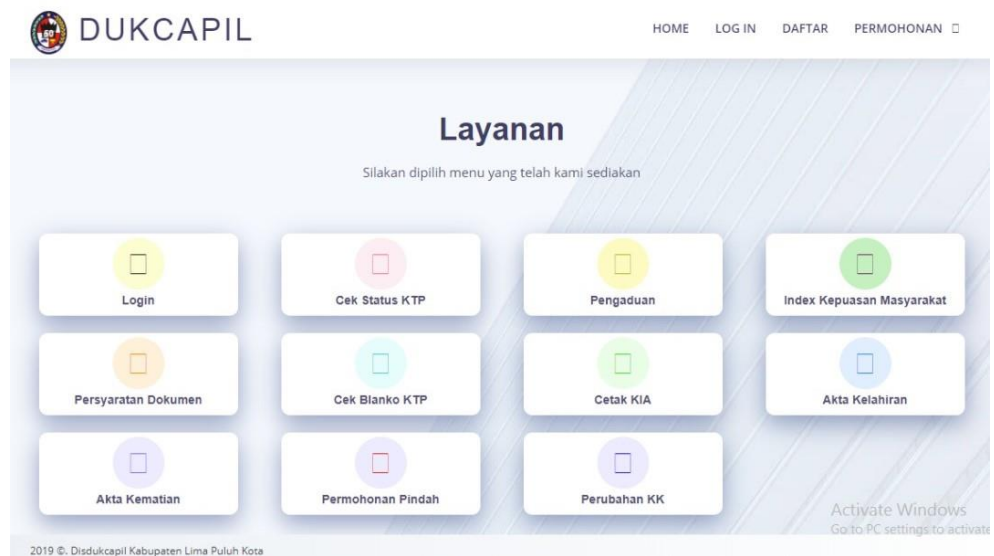 DUKCAPIL
HOME LOG IN DAFTAR PERMOHONAN
Layanan
Silakan dipilih menu yang telah kami sediakan
Login Cek Status KTP Pengaduan Index Kepuasan Masyarakat
Persyaratan Dokumen Cek Blanko KTP Cetak KIA Akta Kelahiran
Akta Kematian Permohonan Pindah Perubahan KK
Activate Windows
Go to PC settings to activate
2019 ©. Disdukcapil Kabupaten Lima Puluh Kota